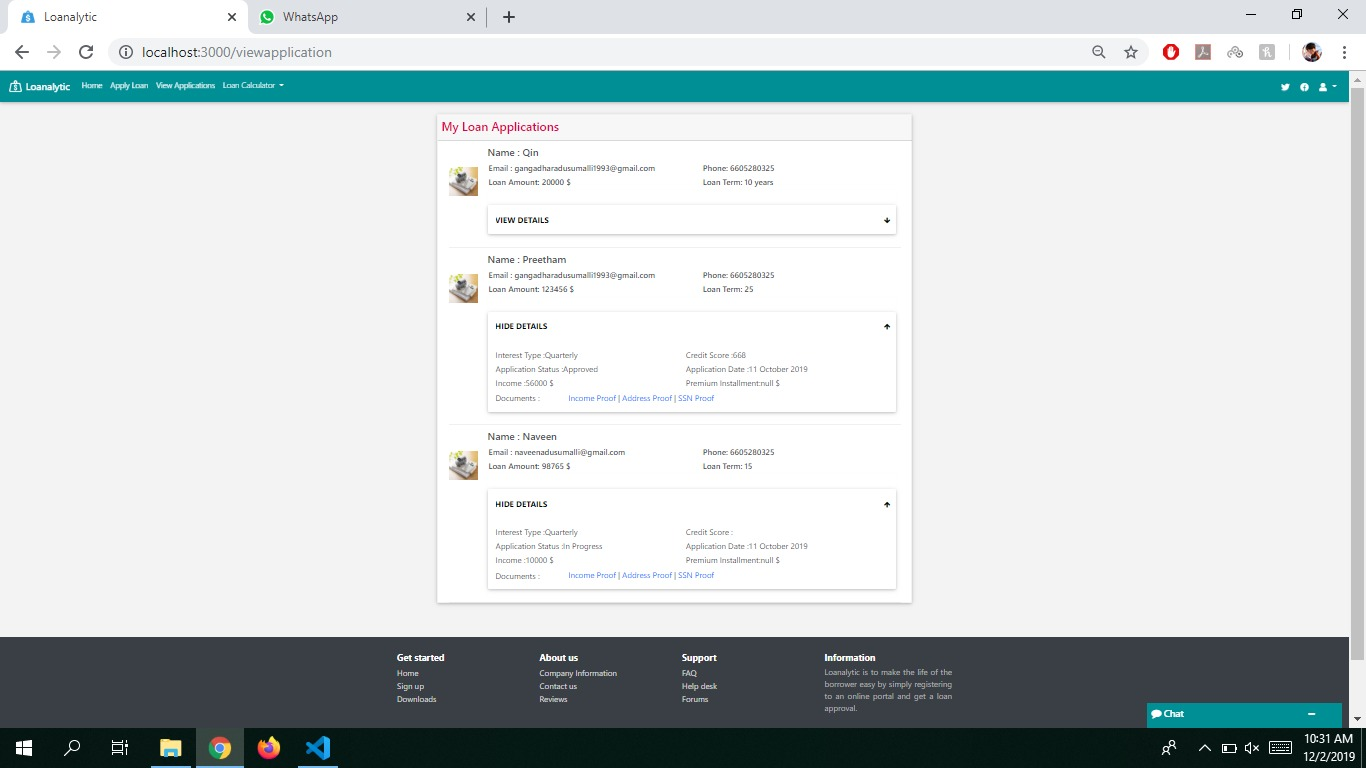 Loanalytic
WhatsApp
localhost:3000/viewapplication
Loanalytic Home Apply Loan View Applications Loan Calculator
My Loan Applications
Name : Qin
Email : gangadharadusumalli1993@gmail.com Phone: 6605280325
Loan Amount: 20000 $ Loan Term: 10 years
VIEW DETAILS
Name : Preetham
Email : gangadharadusumalli1993@gmail.com Phone: 6605280325
Loan Amount: 123456 $ Loan Term: 25
HIDE DETAILS
Interest Type :Quarterly Credit Score :668
Application Status :Approved Application Date :11 October 2019
Income :56000 $ Premium Installment:null $
Documents : Income Proof | Address Proof | SSN Proof
Name : Naveen
Email : naveenadusumalli@gmail.com Phone: 6605280325
Loan Amount: 98765 $ Loan Term: 15
HIDE DETAILS
Interest Type :Quarterly Credit Score :
Application Status :In Progress Application Date :11 October 2019
Income :10000 $ Premium Installment:null $
Documents : Income Proof | Address Proof | SSN Proof
Get started
Home
Sign up
Downloads
About us
Company Information
Contact us
Reviews
Support
FAQ
Help desk
Forums
Information
Loanalytic is to make the life of the
borrower easy by simply registering
to an online portal and get a loan
approval.
Chat
10:31 AM
12/2/2019